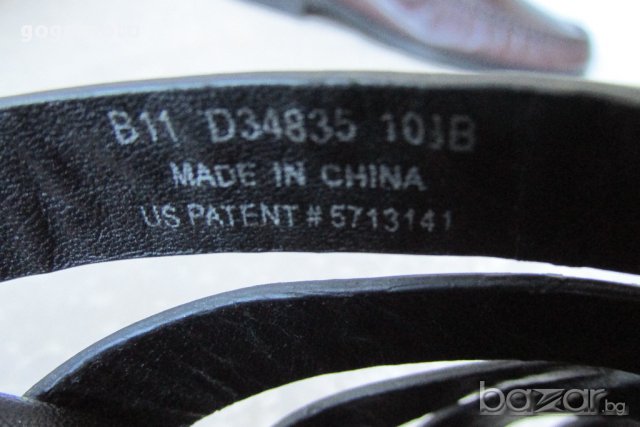 B11 D34835 10JB
MADE IN CHINA
US PATENT # 5713141
bazar.bg